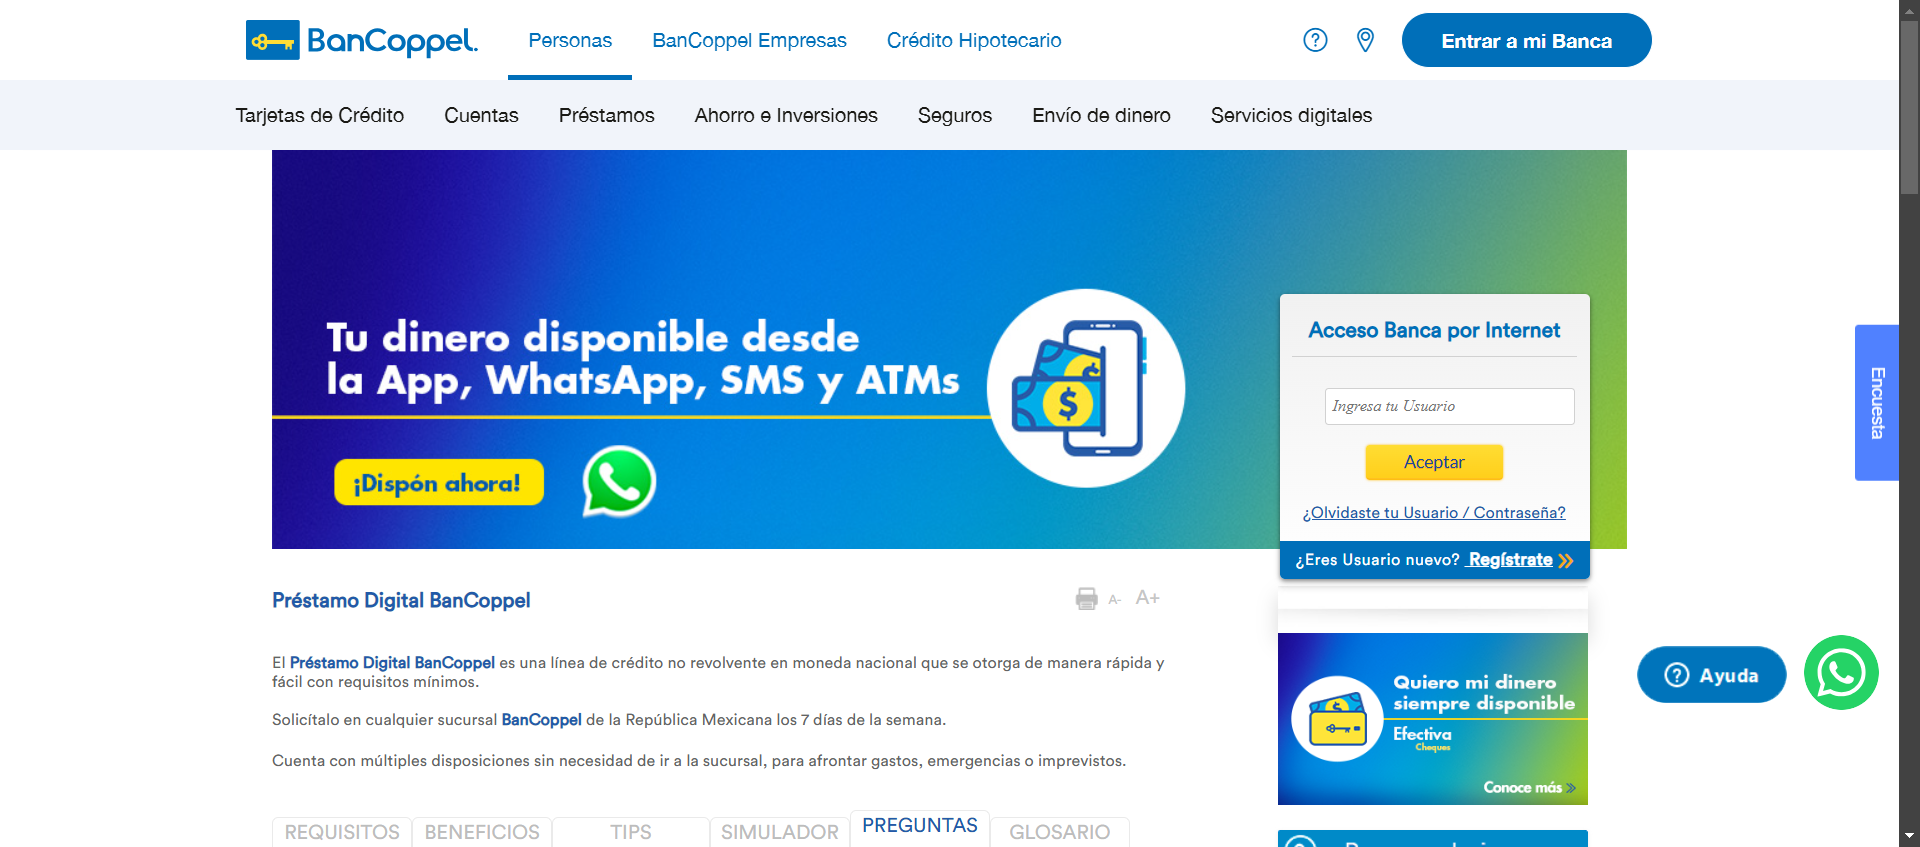 BanCoppel.
Personas
BanCoppel Empresas
Crédito Hipotecario
Entrar a mi Banca
Tarjetas de Crédito
Cuentas
Préstamos
Ahorro e Inversiones
Seguros
Envío de dinero
Servicios digitales
Tu dinero disponible desde
la App, WhatsApp, SMS y ATMs
¡Dispón ahora!
Acceso Banca por Internet
Ingresa tu Usuario
Aceptar
¿Olvidaste tu Usuario / Contraseña?
¿Eres Usuario nuevo? Regístrate
Encuesta
Préstamo Digital BanCoppel
A-
A+
El Préstamo Digital BanCoppel es una línea de crédito no revolvente en moneda nacional que se otorga de manera rápida y
fácil con requisitos mínimos.
Solicítalo en cualquier sucursal BanCoppel de la República Mexicana los 7 días de la semana.
Cuenta con múltiples disposiciones sin necesidad de ir a la sucursal, para afrontar gastos, emergencias o imprevistos.
Quiero mi dinero
siempre disponible
Efectiva
Cheques
Conoce más
Ayuda
REQUISITOS
BENEFICIOS
TIPS
SIMULADOR
PREGUNTAS
GLOSARIO